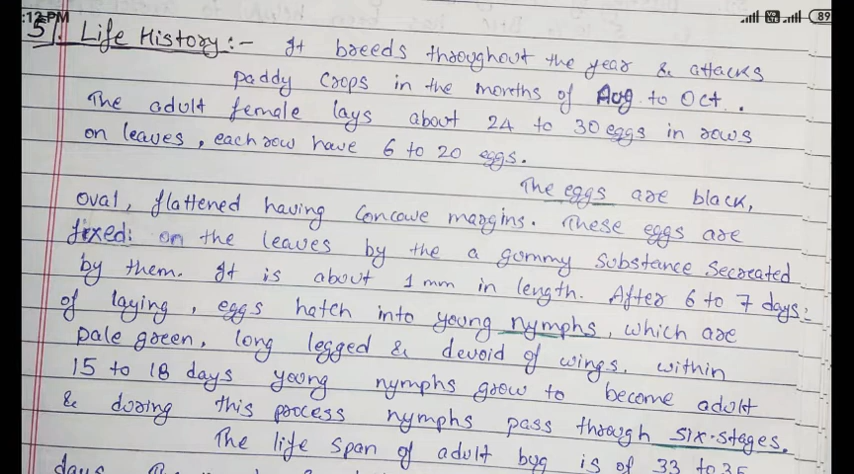 :12 PM 89
5). Life History :- It breeds throughout the year & attacks
paddy crops in the months of Aug to Oct.
The adult female lays about 24 to 30 eggs in rows
on leaves, each row have 6 to 20 eggs.
The eggs are black,
oval, flattened having concave margins. These eggs are
fixed: on the leaves by the a gummy substance secreated
by them. It is about 1 mm in length. After 6 to 7 days:
of laying, eggs hatch into young nymphs, which are
pale green, long legged & devoid of wings. within
15 to 18 days young nymphs grow to become adult
& during this process nymphs pass through six-stages.
The life span of adult bug is of 33 to 35
days